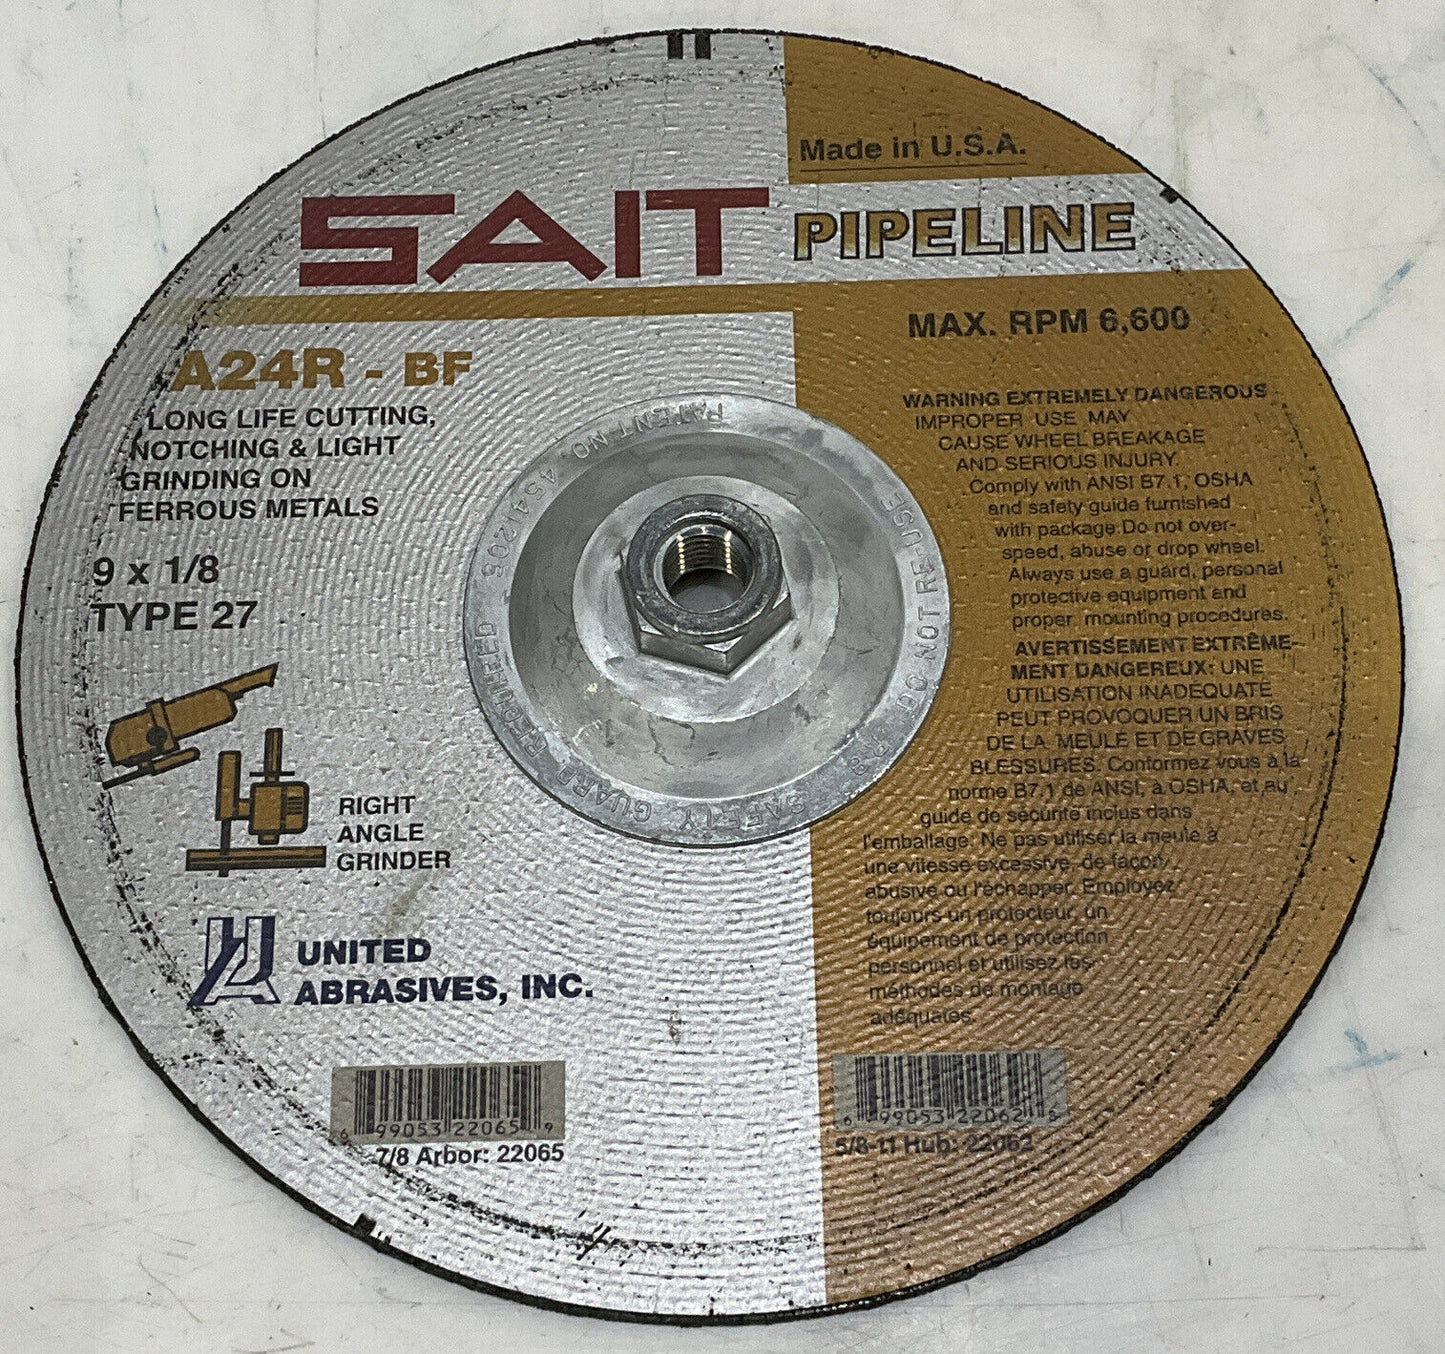 Made in U.S.A.
SAIT PIPELINE
MAX. RPM 6,600
A24R - BF
LONG LIFE CUTTING,
NOTCHING & LIGHT
GRINDING ON
FERROUS METALS
9 x 1/8
TYPE 27
RIGHT
ANGLE
GRINDER
UNITED
ABRASIVES, INC.
6 99053 22065 9
7/8 Arbor: 22065
PATENT NO.
GUARD REQUIRED
DO NOT RE-USE
WARNING EXTREMELY DANGEROUS
IMPROPER USE MAY
CAUSE WHEEL BREAKAGE
AND SERIOUS INJURY.
Comply with ANSI B7.1, OSHA
and safety guide furnished
with package. Do not over-
speed, abuse or drop wheel.
Always use a guard, personal
protective equipment and
proper mounting procedures.
AVERTISSEMENT EXTRÊME-
MENT DANGEREUX: UNE
UTILISATION INADEQUATE
PEUT PROVOQUER UN BRIS
DE LA MEULE ET DE GRAVES
BLESSURES. Conformez vous à la
norme B7.1 de ANSI, à OSHA, et au
guide de sécurité inclus dans
l'emballage. Ne pas utiliser la meule à
une vitesse excessive, de facon
abusive ou l'échapper. Employez
toujours un protecteur, un
équipement de protection
personnel et utilisez les
méthodes de montage
adéquates.
6 99053 22062
5/8-11 Hub: 22062